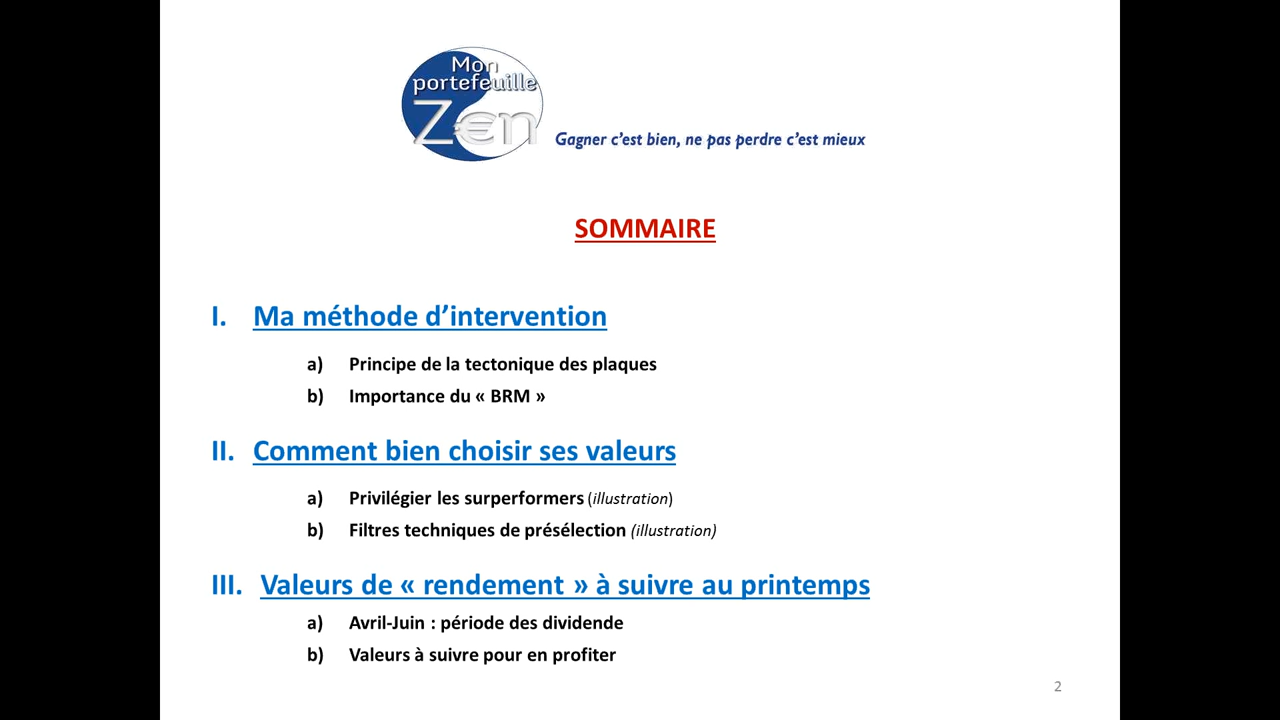 Mon
portefeuille
Z€n
Gagner c'est bien, ne pas perdre c'est mieux
SOMMAIRE
I. Ma méthode d'intervention
a) Principe de la tectonique des plaques
b) Importance du « BRM »
II. Comment bien choisir ses valeurs
a) Privilégier les surperformers (illustration)
b) Filtres techniques de présélection (illustration)
III. Valeurs de « rendement » à suivre au printemps
a) Avril-Juin : période des dividende
b) Valeurs à suivre pour en profiter
2